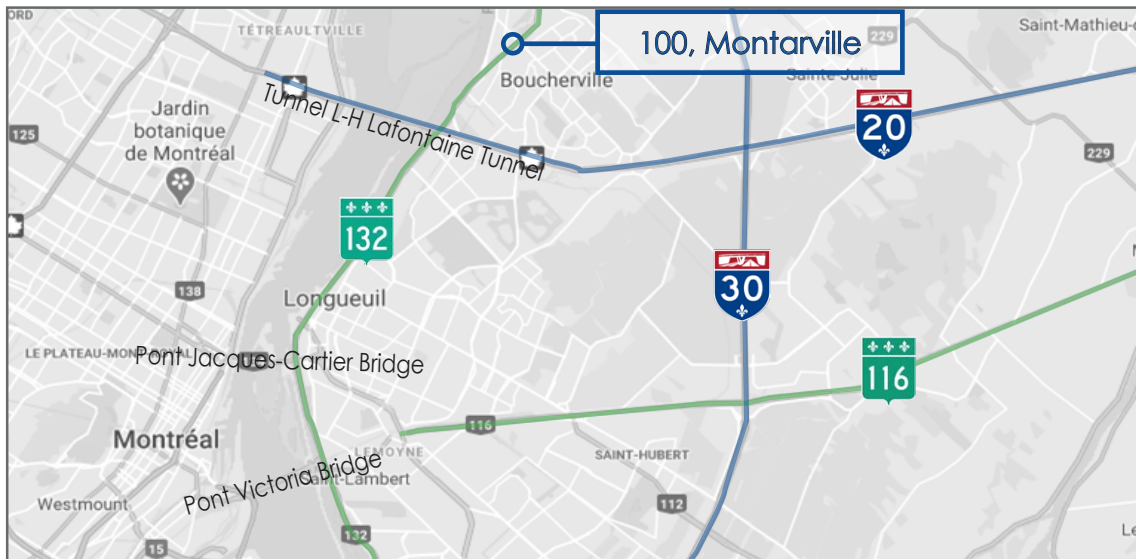 ORD
TÉTREAULTVILLE
100, Montarville
229
Saint-Mathieu-d
Boucherville
Sainte-Julie
Tunnel L-H Lafontaine Tunnel
Jardin
botanique
de Montréal
125
20
229
132
138
Longueuil
30
LE PLATEAU-MONT-ROYAL
Pont Jacques-Cartier Bridge
116
116
Montréal
LEMOYNE
SAINT-HUBERT
Pont Victoria Bridge
Saint-Lambert
Westmount
112
132
15
Le